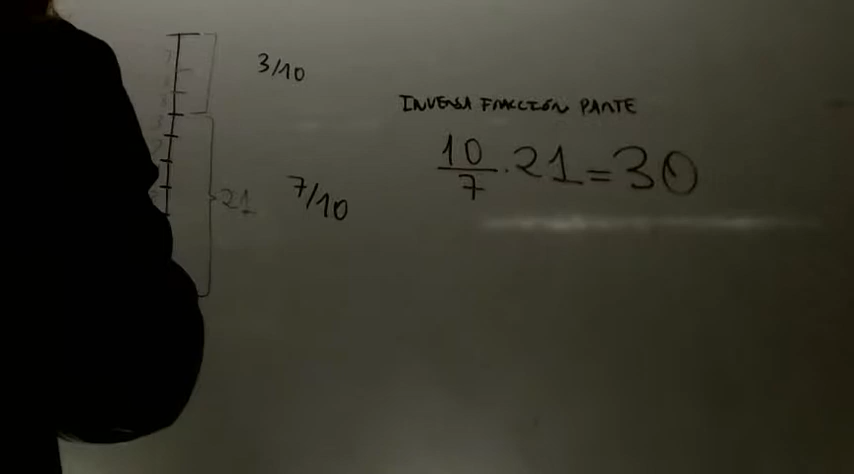 3/10
21
7/10
INVERSA FRACCIÓN PARTE
10/7 · 21 = 30